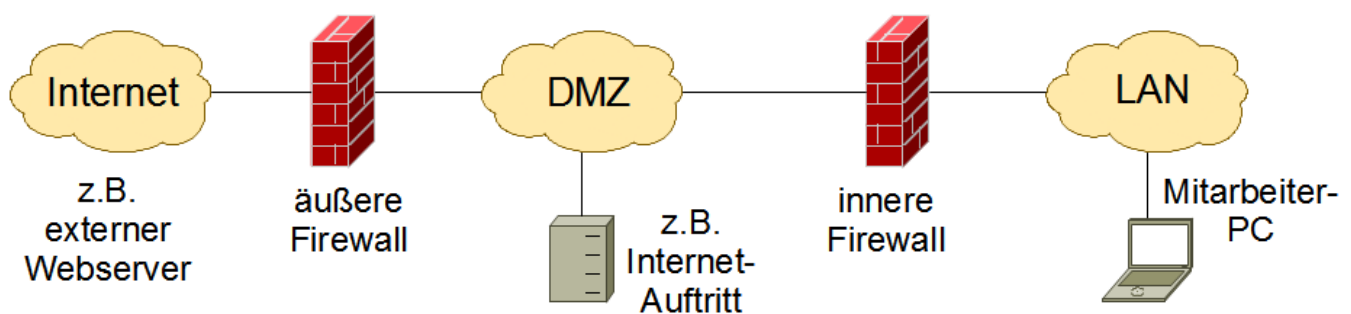 Internet
z.B.
externer
Webserver
äußere
Firewall
DMZ
z.B.
Internet-
Auftritt
innere
Firewall
LAN
Mitarbeiter-
PC